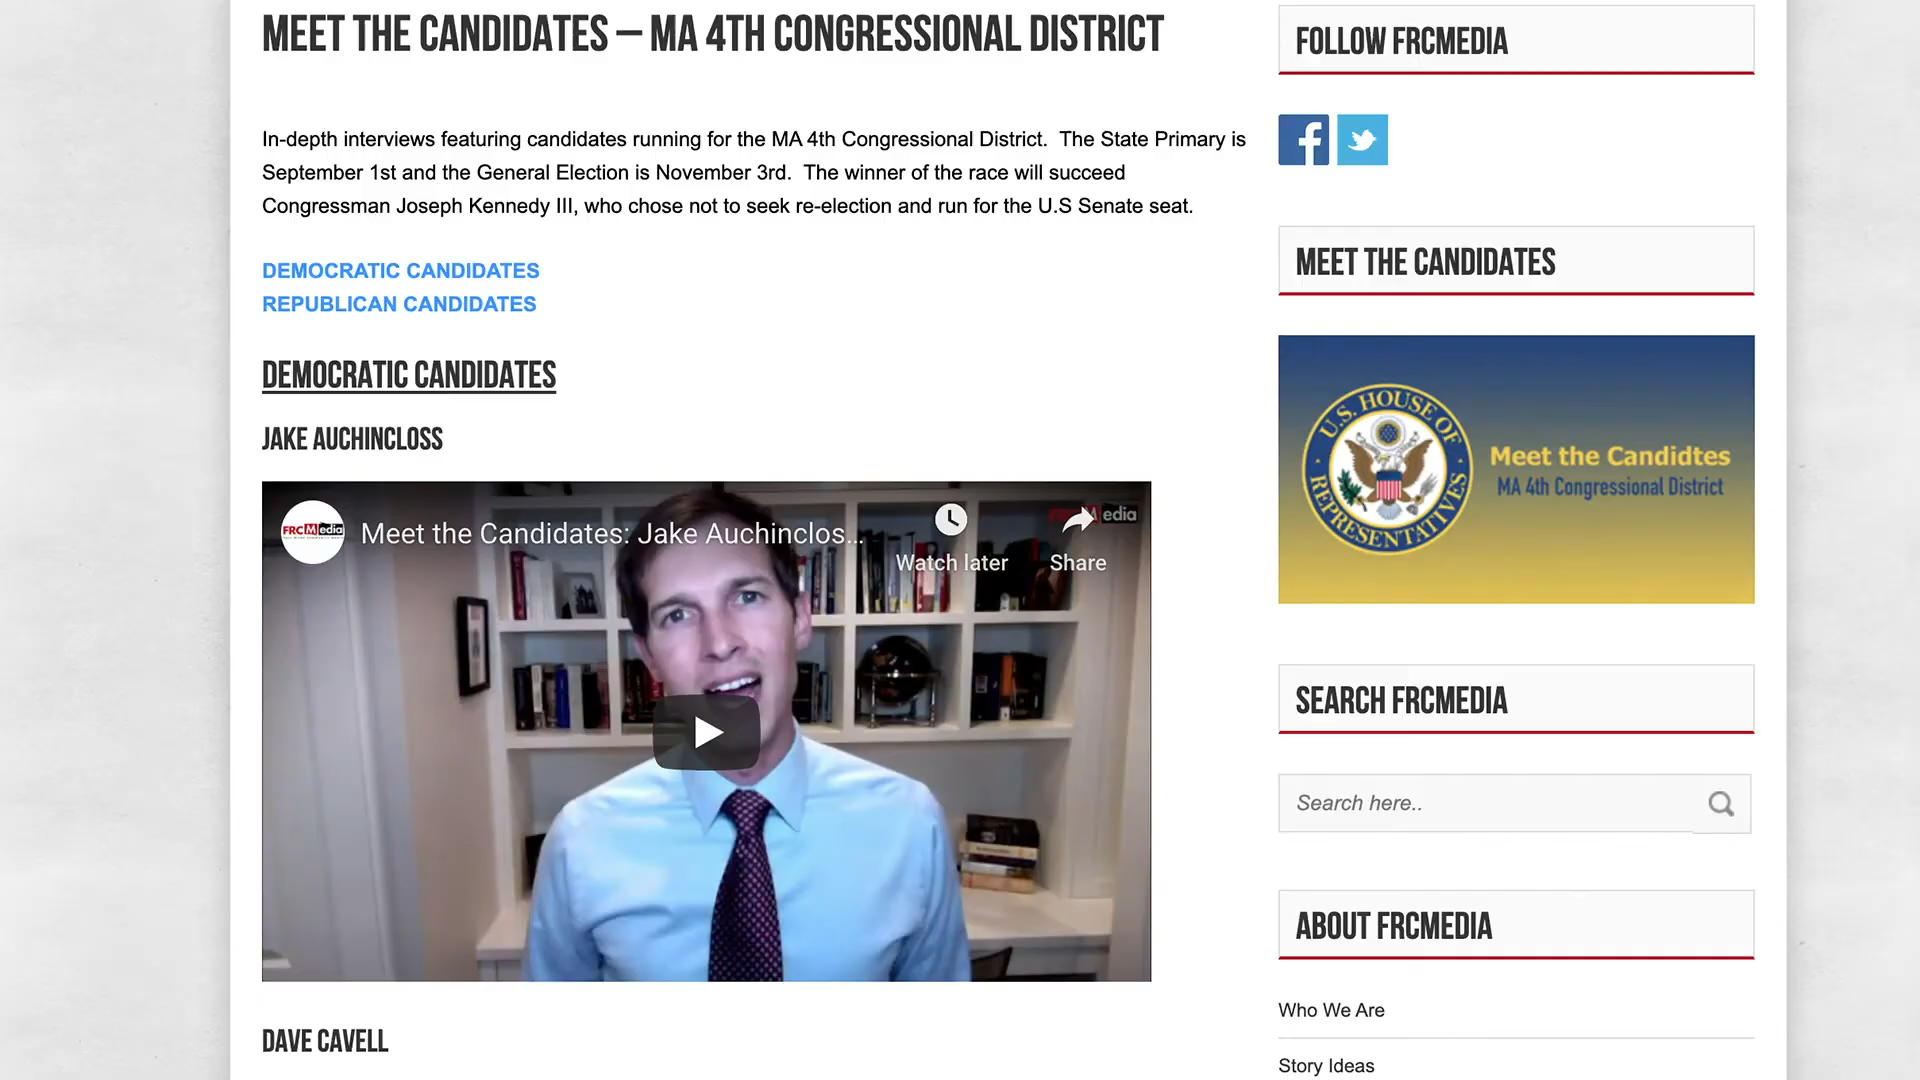 MEET THE CANDIDATES – MA 4TH CONGRESSIONAL DISTRICT
In-depth interviews featuring candidates running for the MA 4th Congressional District.  The State Primary is
September 1st and the General Election is November 3rd.  The winner of the race will succeed
Congressman Joseph Kennedy III, who chose not to seek re-election and run for the U.S Senate seat.
DEMOCRATIC CANDIDATES
REPUBLICAN CANDIDATES
DEMOCRATIC CANDIDATES
JAKE AUCHINCLOSS
FRCMedia
Meet the Candidates: Jake Auchinclos...
Watch later
Share
Media
DAVE CAVELL
FOLLOW FRCMEDIA
MEET THE CANDIDATES
U.S. HOUSE OF
REPRESENTATIVES
Meet the Candidtes
MA 4th Congressional District
SEARCH FRCMEDIA
Search here..
ABOUT FRCMEDIA
Who We Are
Story Ideas